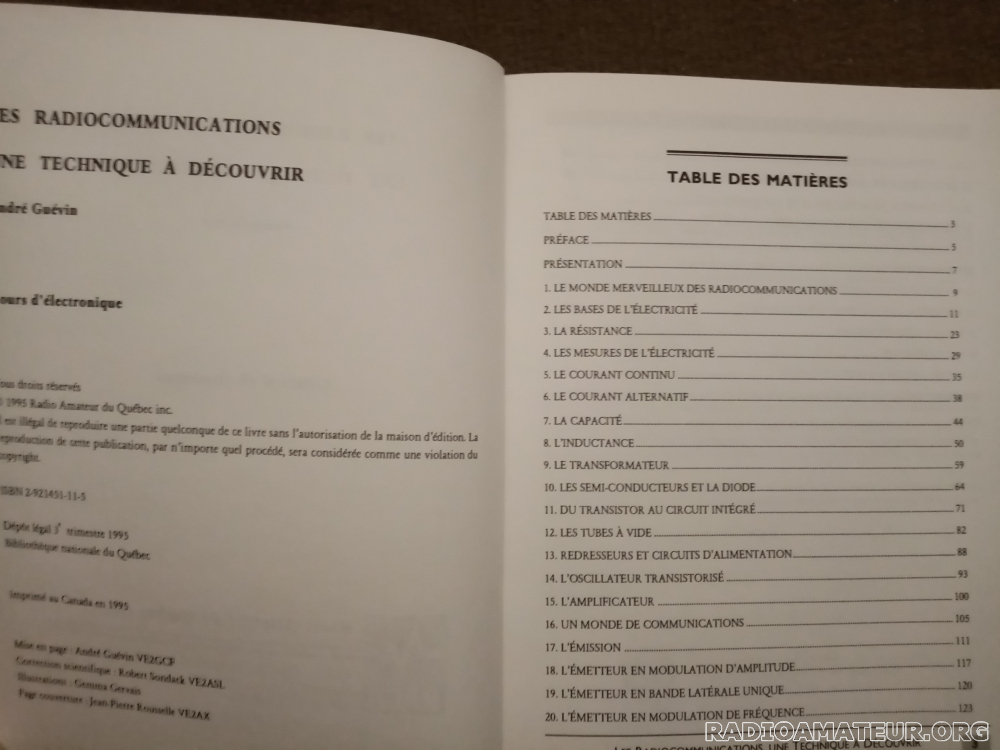 ES RADIOCOMMUNICATIONS
NE TECHNIQUE À DÉCOUVRIR
ndré Guévin
ours d'électronique
ous droits réservés
© 1995 Radio Amateur du Québec inc.
l est illégal de reproduire une partie quelconque de ce livre sans l'autorisation de la maison d'édition. La
eproduction de cette publication, par n'importe quel procédé, sera considérée comme une violation du
copyright.
ISBN 2-921451-11-5
Dépôt légal 3e trimestre 1995
Bibliothèque nationale du Québec
Imprimé au Canada en 1995
Mise en page : André Guévin VE2GCF
Correction scientifique : Robert Sondack VE2ASL
Illustrations : Gemma Gervais
Page couverture : Jean-Pierre Rousselle VE2AX
TABLE DES MATIÈRES
TABLE DES MATIÈRES 3
PRÉFACE 5
PRÉSENTATION 7
1. LE MONDE MERVEILLEUX DES RADIOCOMMUNICATIONS 9
2. LES BASES DE L'ÉLECTRICITÉ 11
3. LA RÉSISTANCE 23
4. LES MESURES DE L'ÉLECTRICITÉ 29
5. LE COURANT CONTINU 35
6. LE COURANT ALTERNATIF 38
7. LA CAPACITÉ 44
8. L'INDUCTANCE 50
9. LE TRANSFORMATEUR 59
10. LES SEMI-CONDUCTEURS ET LA DIODE 64
11. DU TRANSISTOR AU CIRCUIT INTÉGRÉ 71
12. LES TUBES À VIDE 82
13. REDRESSEURS ET CIRCUITS D'ALIMENTATION 88
14. L'OSCILLATEUR TRANSISTORISÉ 93
15. L'AMPLIFICATEUR 100
16. UN MONDE DE COMMUNICATIONS 105
17. L'ÉMISSION 111
18. L'ÉMETTEUR EN MODULATION D'AMPLITUDE 117
19. L'ÉMETTEUR EN BANDE LATÉRALE UNIQUE 120
20. L'ÉMETTEUR EN MODULATION DE FRÉQUENCE 123
LES RADIOCOMMUNICATIONS, UNE TECHNIQUE À DÉCOUVRIR 3
RADIOAMATEUR.ORG